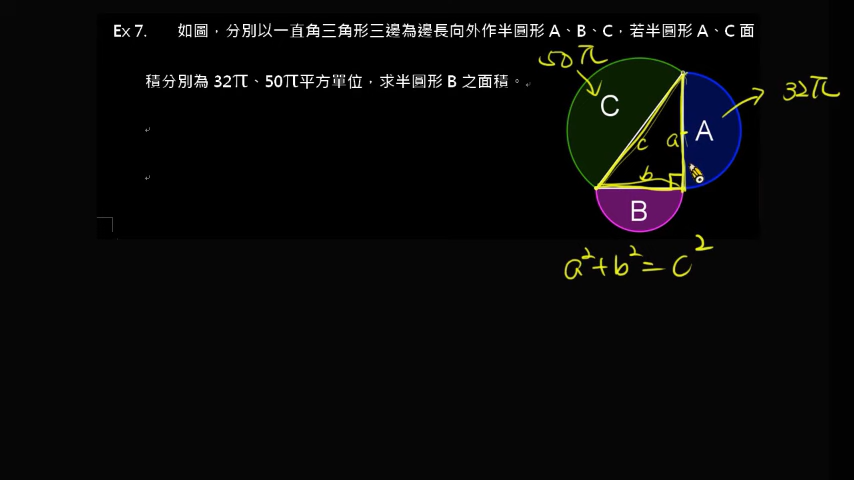 Ex 7. 如圖，分別以一直角三角形三邊為邊長向外作半圓形 A、B、C，若半圓形 A、C 面
積分別為 32π、50π平方單位，求半圓形 B 之面積。
50π
32π
C
A
c
a
b
B
a²+b²=c²